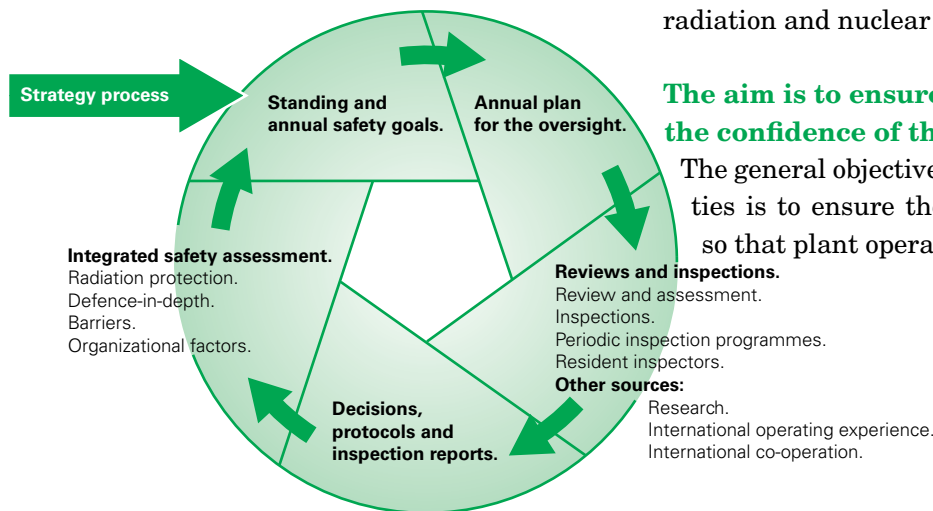 radiation and nuclear
Strategy process
Standing and
annual safety goals.
Annual plan
for the oversight.
The aim is to ensure
the confidence of th
The general objective
ties is to ensure the
so that plant opera
Integrated safety assessment.
Radiation protection.
Defence-in-depth.
Barriers.
Organizational factors.
Reviews and inspections.
Review and assessment.
Inspections.
Periodic inspection programmes.
Resident inspectors.
Other sources:
Research.
International operating experience.
International co-operation.
Decisions,
protocols and
inspection reports.